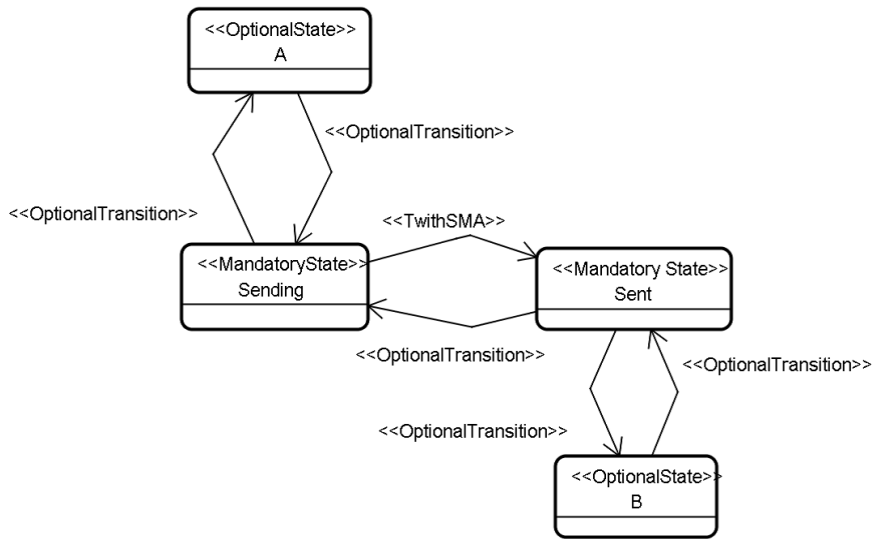 <<OptionalState>>
A
<<OptionalTransition>>
<<OptionalTransition>>
<<TwithSMA>>
<<MandatoryState>>
Sending
<<Mandatory State>>
Sent
<<OptionalTransition>>
<<OptionalTransition>>
<<OptionalTransition>>
<<OptionalState>>
B